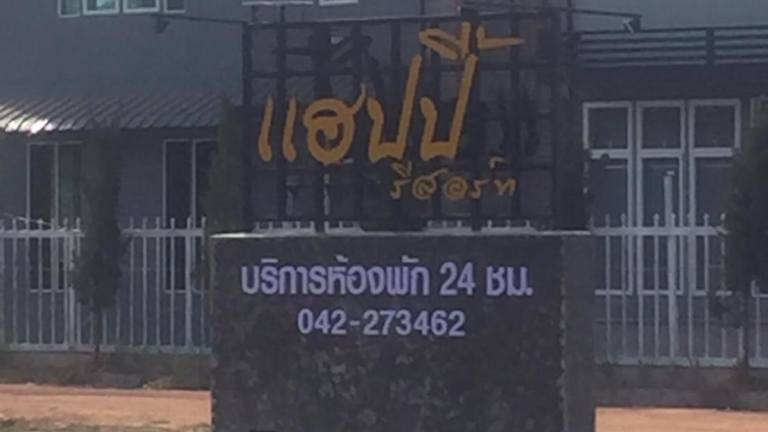 แฮปปี้
รีสอร์ท
บริการห้องพัก 24 ชม.
042-273462